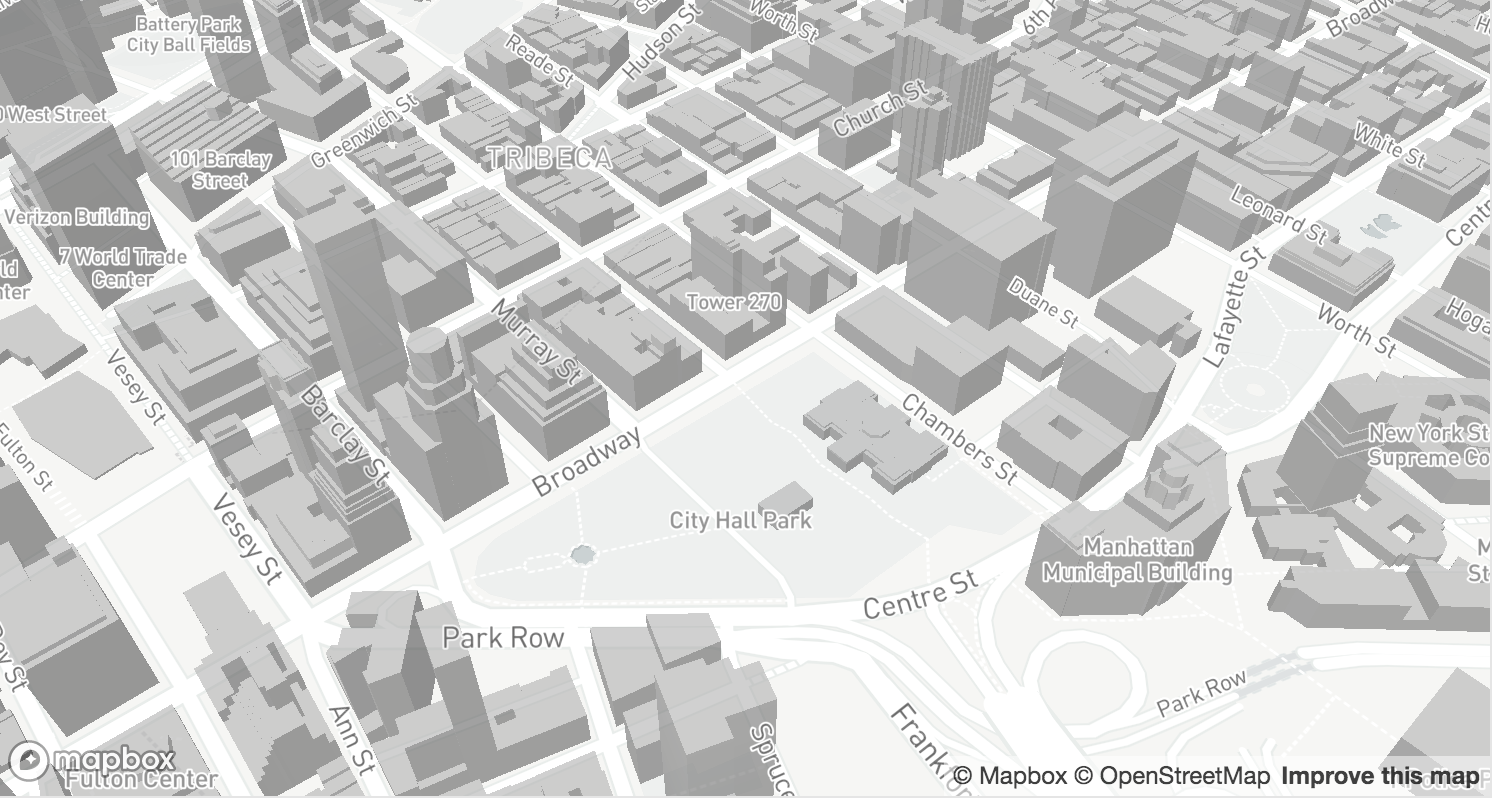 Battery Park
City Ball Fields
Worth St
6th
Reade St
Hudson St
West Street
Church St
Greenwich St
White St
101 Barclay
Street
TRIBECA
Verizon Building
Leonard St
7 World Trade
Center
Lafayette St
Tower 270
Duane St
Murray St
Worth St
Vesey St
Barclay St
Chambers St
Broadway
New York
Supreme
Fulton St
Vesey St
City Hall Park
Manhattan
Municipal Building
Centre St
Park Row
Park Row
Ann St
Spruce
mapbox
Fulton Center
© Mapbox © OpenStreetMap Improve this map